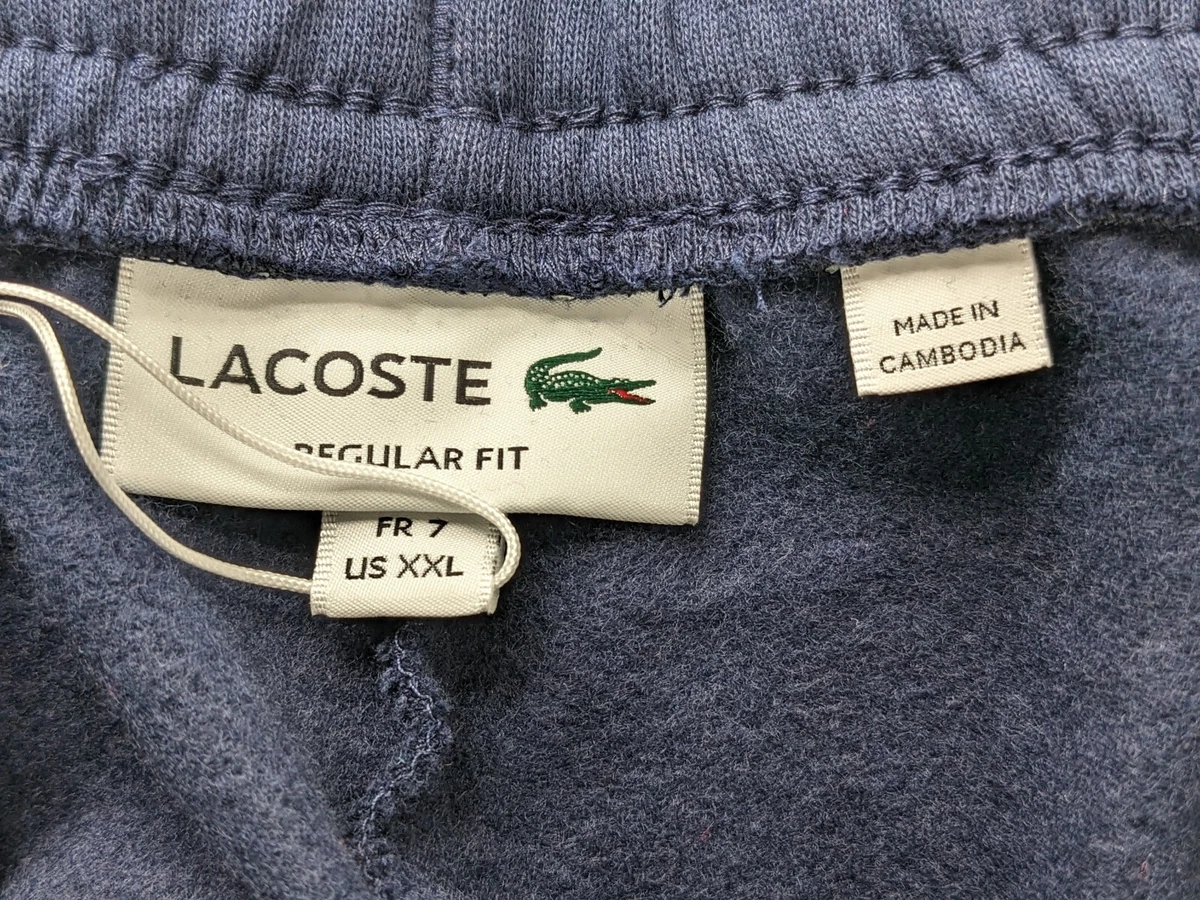 LACOSTE
REGULAR FIT
FR 7
US XXL
MADE IN
CAMBODIA